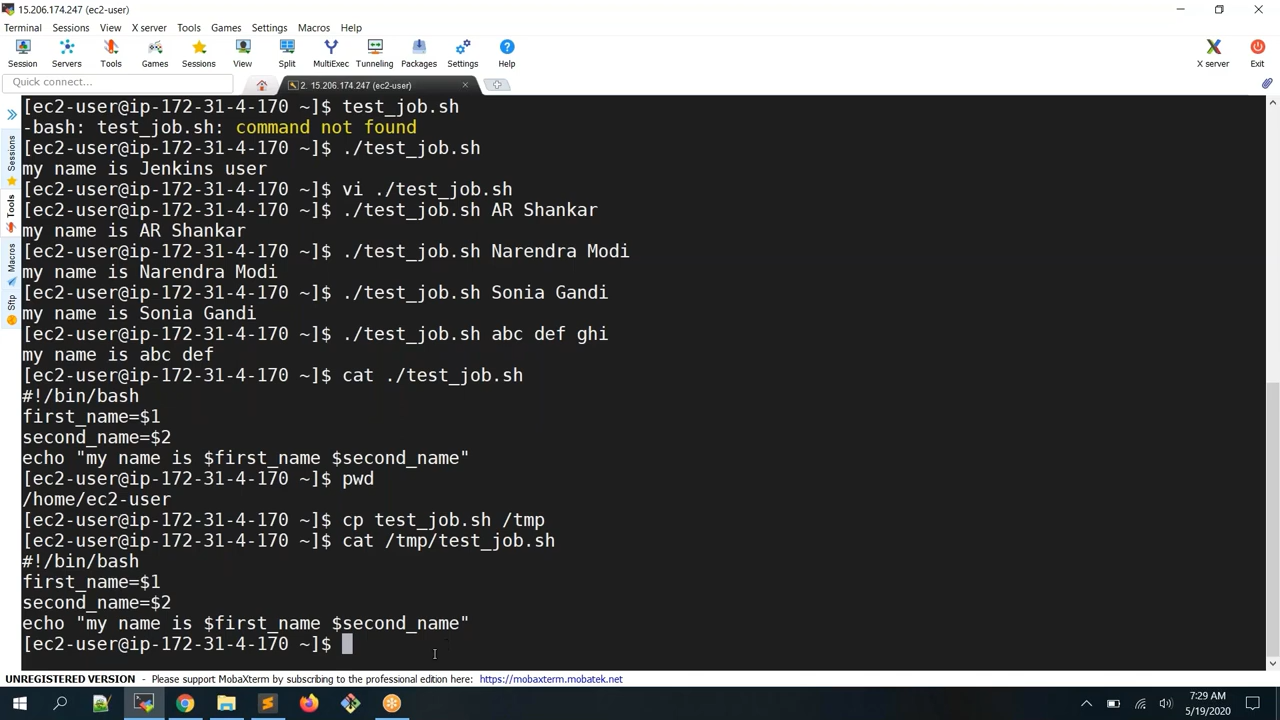 15.206.174.247 (ec2-user)
Terminal Sessions View X server Tools Games Settings Macros Help
Session Servers Tools Games Sessions View Split MultiExec Tunneling Packages Settings Help X server Exit
Quick connect...
2. 15.206.174.247 (ec2-user)
Sessions
Tools
Macros
Sftp
[ec2-user@ip-172-31-4-170 ~]$ test_job.sh
-bash: test_job.sh: command not found
[ec2-user@ip-172-31-4-170 ~]$ ./test_job.sh
my name is Jenkins user
[ec2-user@ip-172-31-4-170 ~]$ vi ./test_job.sh
[ec2-user@ip-172-31-4-170 ~]$ ./test_job.sh AR Shankar
my name is AR Shankar
[ec2-user@ip-172-31-4-170 ~]$ ./test_job.sh Narendra Modi
my name is Narendra Modi
[ec2-user@ip-172-31-4-170 ~]$ ./test_job.sh Sonia Gandi
my name is Sonia Gandi
[ec2-user@ip-172-31-4-170 ~]$ ./test_job.sh abc def ghi
my name is abc def
[ec2-user@ip-172-31-4-170 ~]$ cat ./test_job.sh
#!/bin/bash
first_name=$1
second_name=$2
echo "my name is $first_name $second_name"
[ec2-user@ip-172-31-4-170 ~]$ pwd
/home/ec2-user
[ec2-user@ip-172-31-4-170 ~]$ cp test_job.sh /tmp
[ec2-user@ip-172-31-4-170 ~]$ cat /tmp/test_job.sh
#!/bin/bash
first_name=$1
second_name=$2
echo "my name is $first_name $second_name"
[ec2-user@ip-172-31-4-170 ~]$
UNREGISTERED VERSION - Please support MobaXterm by subscribing to the professional edition here: https://mobaxterm.mobatek.net
7:29 AM
5/19/2020